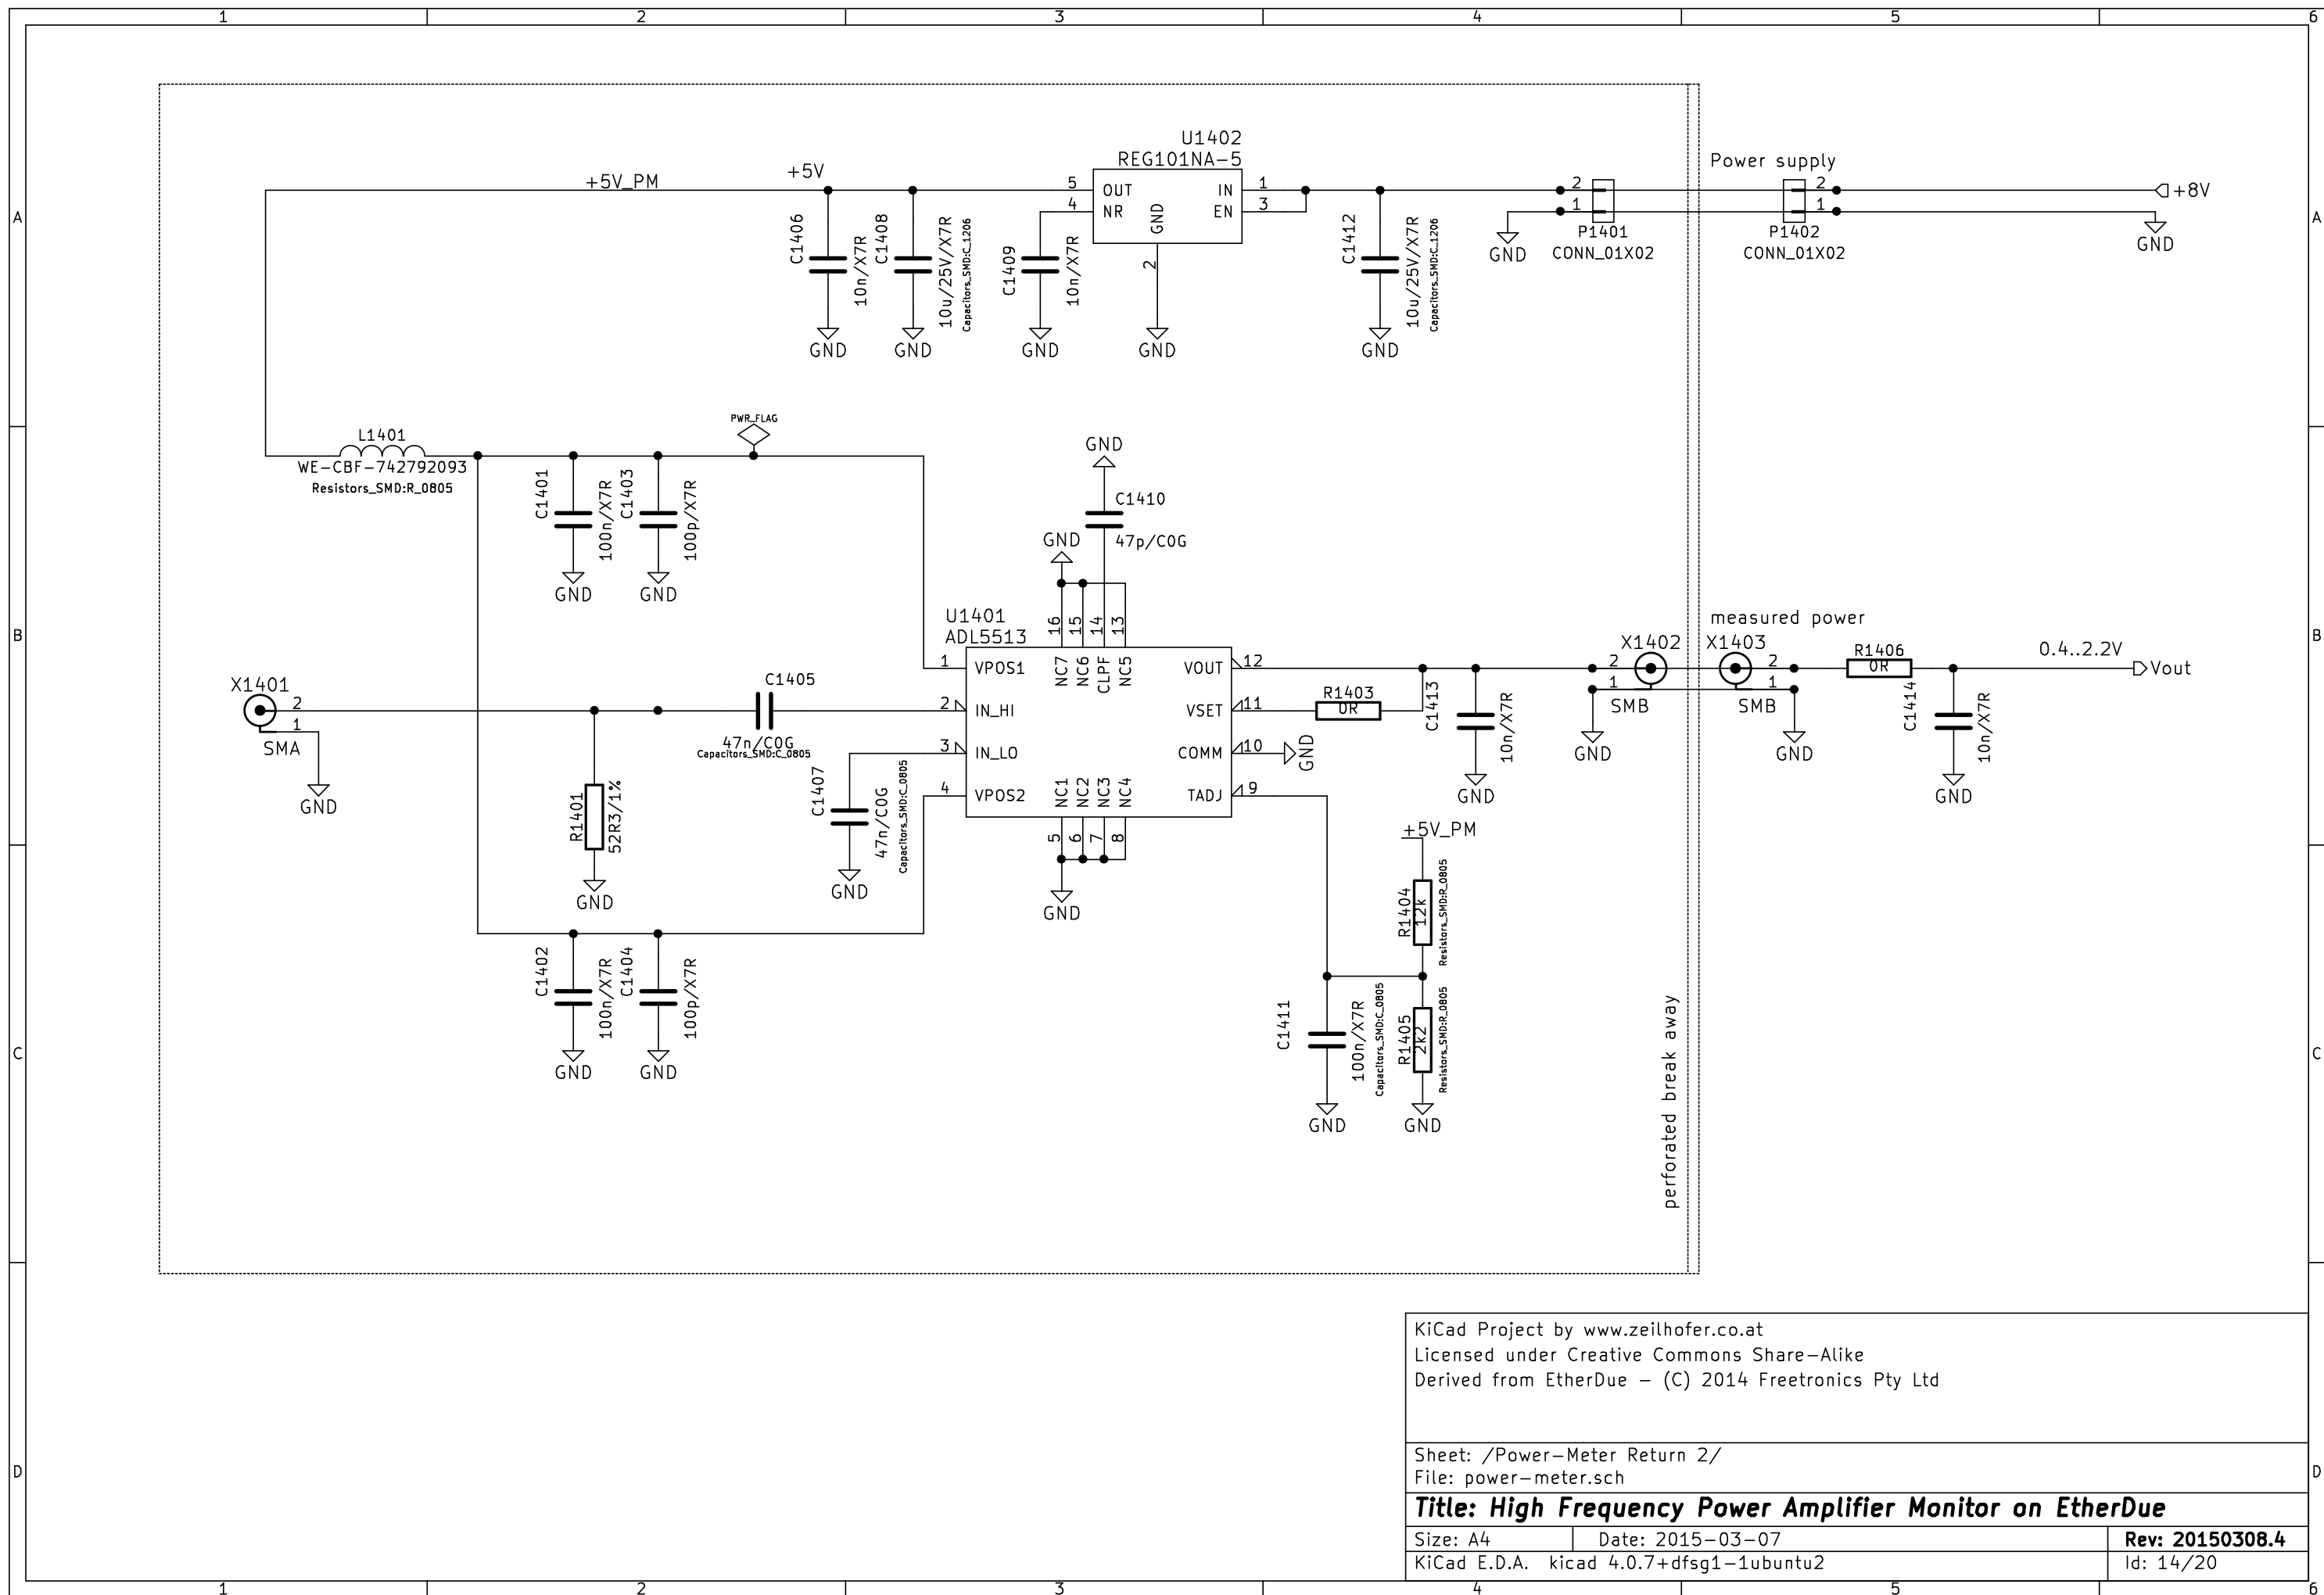 1 2 3 4 5 6
A
A
U1402
REG101NA-5
Power supply
+5V
+5V_PM
5 OUT IN 1
4 NR EN 3
GND
2
2 2 +8V
1 1
GND
P1401
CONN_01X02
P1402
CONN_01X02
GND
C1406
10n/X7R
C1408
10u/25V/X7R
Capacitors_SMD:C_1206
C1409
10n/X7R
C1412
10u/25V/X7R
Capacitors_SMD:C_1206
GND GND GND GND GND
PWR_FLAG
L1401
WE-CBF-742792093
Resistors_SMD:R_0805
C1401
100n/X7R
C1403
100p/X7R
GND GND
GND
C1410
47p/C0G
GND
B
B
U1401
ADL5513
16 15 14 13
NC7 NC6 CLPF NC5
1 VPOS1 VOUT 12
2 IN_HI VSET 11
3 IN_LO COMM 10
4 VPOS2 TADJ 9
NC1 NC2 NC3 NC4
5 6 7 8
GND
GND
X1401
2
1
SMA
GND
C1405
47n/C0G
Capacitors_SMD:C_0805
R1401
52R3/1%
GND
C1407
47n/C0G
Capacitors_SMD:C_0805
GND
R1403
0R
C1413
10n/X7R
GND
measured power
X1402 X1403
2 2
1 1
SMB SMB
GND GND
R1406
0R
C1414
10n/X7R
GND
0.4..2.2V
Vout
C1402
100n/X7R
C1404
100p/X7R
GND GND
+5V_PM
R1404
12k
Resistors_SMD:R_0805
C1411
100n/X7R
Capacitors_SMD:C_0805
R1405
2k2
Resistors_SMD:R_0805
GND GND
perforated break away
C
C
D
D
KiCad Project by www.zeilhofer.co.at
Licensed under Creative Commons Share-Alike
Derived from EtherDue - (C) 2014 Freetronics Pty Ltd
Sheet: /Power-Meter Return 2/
File: power-meter.sch
Title: High Frequency Power Amplifier Monitor on EtherDue
Size: A4 Date: 2015-03-07 Rev: 20150308.4
KiCad E.D.A. kicad 4.0.7+dfsg1-1ubuntu2 Id: 14/20
1 2 3 4 5 6